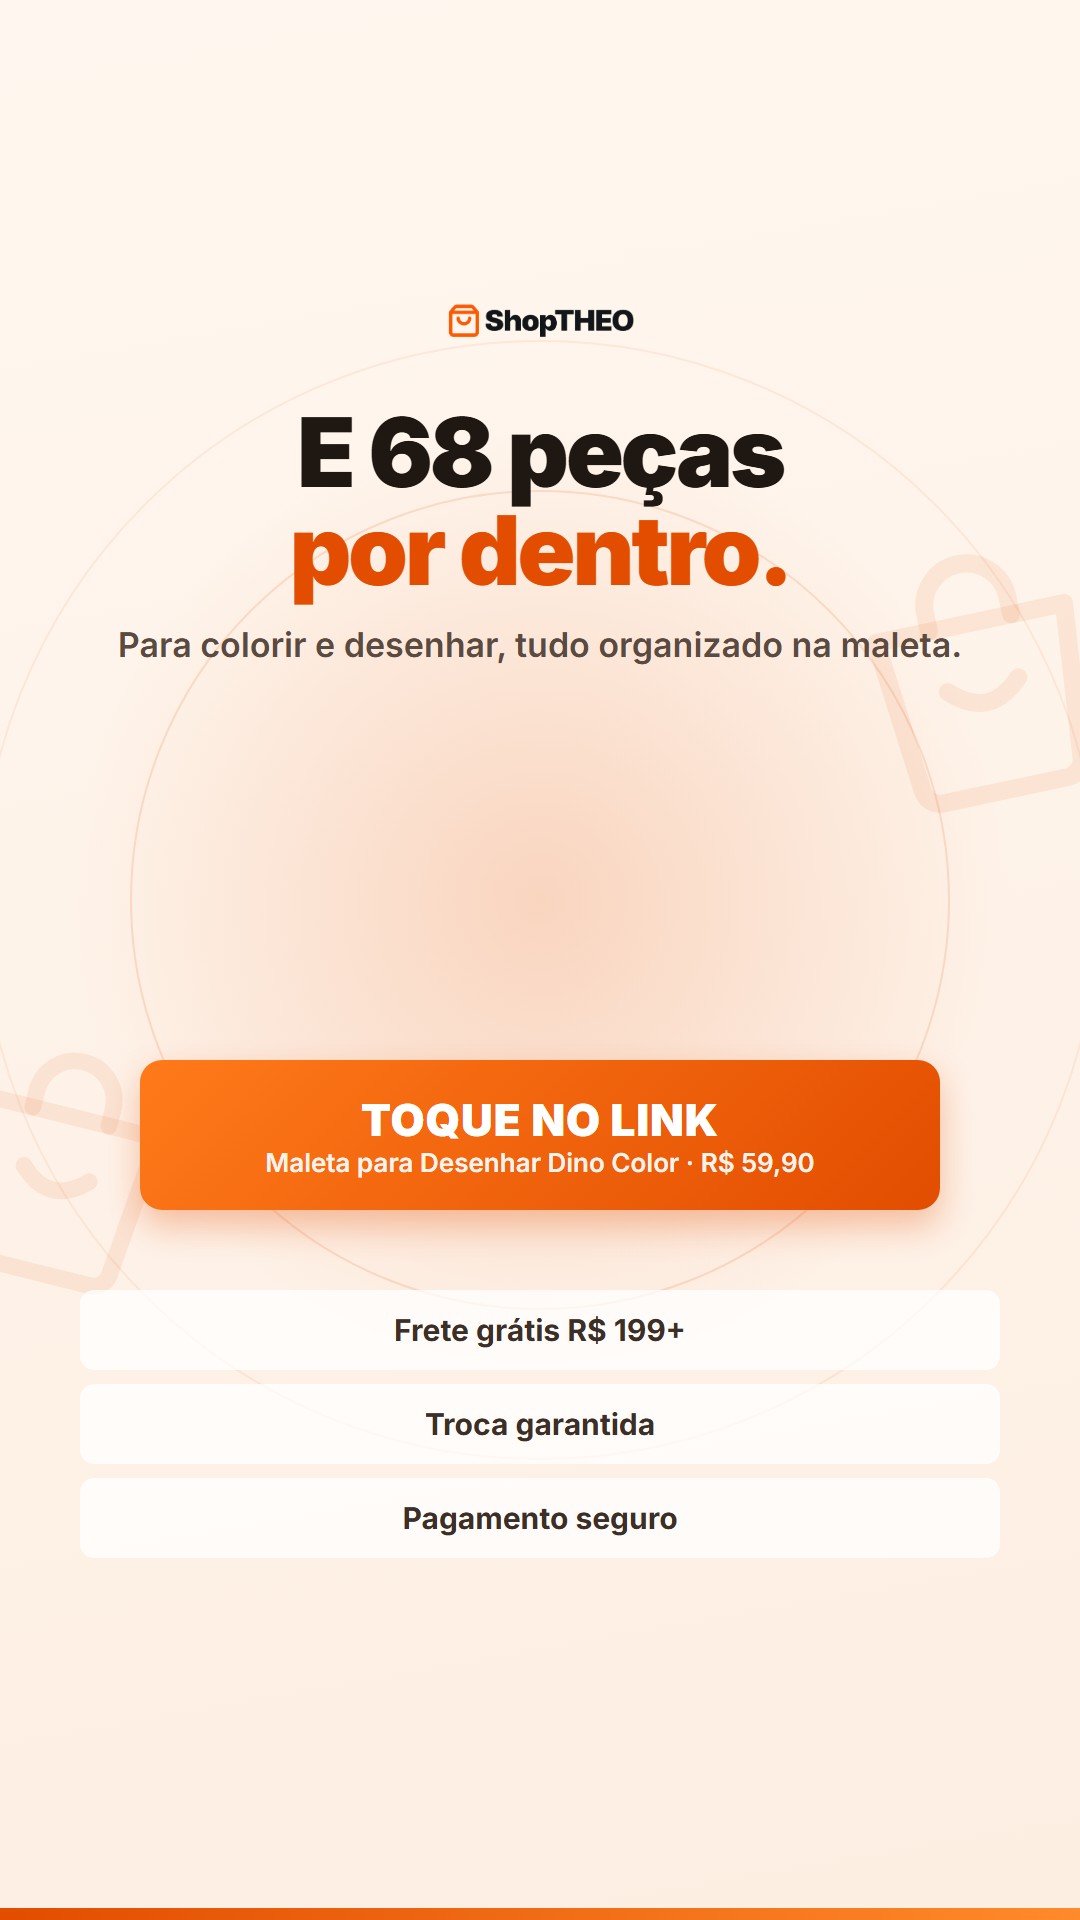 ShopTHEO
E 68 peças
por dentro.
Para colorir e desenhar, tudo organizado na maleta.
TOQUE NO LINK
Maleta para Desenhar Dino Color · R$ 59,90
Frete grátis R$ 199+
Troca garantida
Pagamento seguro